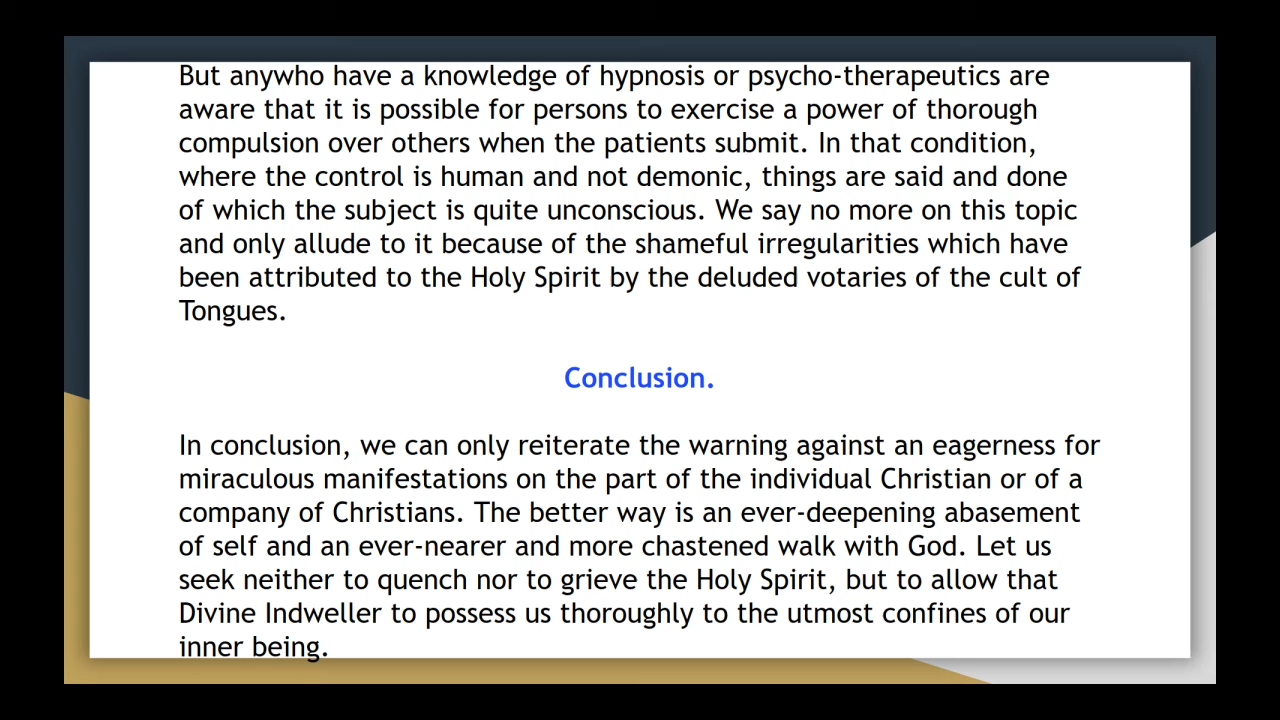 But anywho have a knowledge of hypnosis or psycho-therapeutics are
aware that it is possible for persons to exercise a power of thorough
compulsion over others when the patients submit. In that condition,
where the control is human and not demonic, things are said and done
of which the subject is quite unconscious. We say no more on this topic
and only allude to it because of the shameful irregularities which have
been attributed to the Holy Spirit by the deluded votaries of the cult of
Tongues.
Conclusion.
In conclusion, we can only reiterate the warning against an eagerness for
miraculous manifestations on the part of the individual Christian or of a
company of Christians. The better way is an ever-deepening abasement
of self and an ever-nearer and more chastened walk with God. Let us
seek neither to quench nor to grieve the Holy Spirit, but to allow that
Divine Indweller to possess us thoroughly to the utmost confines of our
inner being.